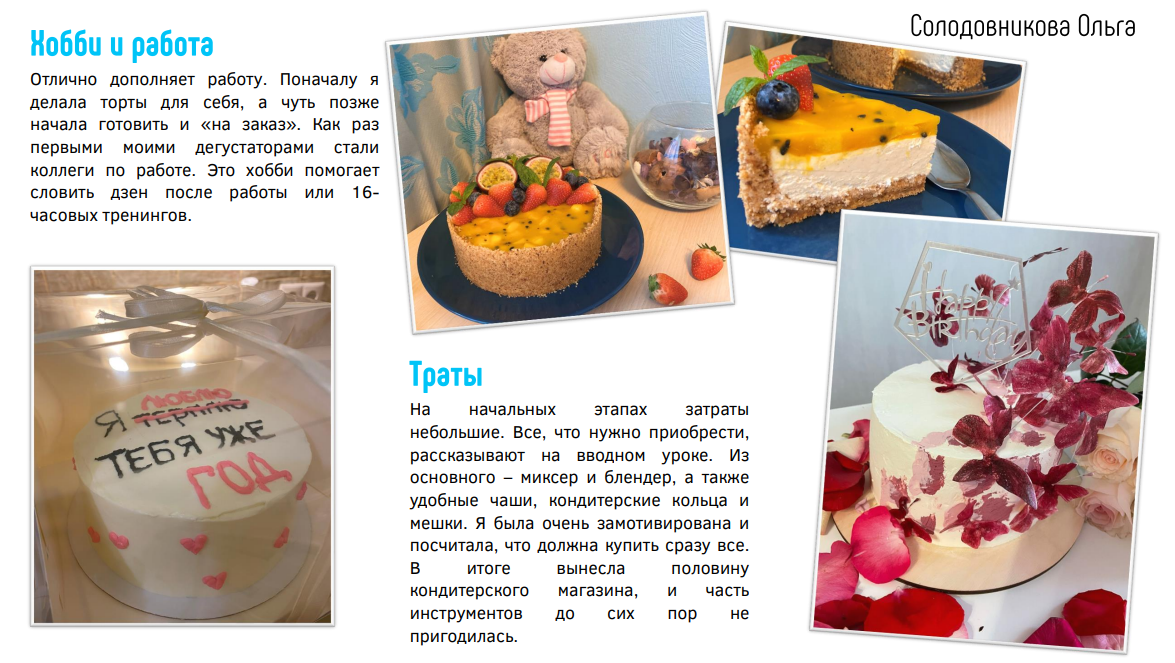 Солодовникова Ольга
Хобби и работа
Отлично дополняет работу. Поначалу я
делала торты для себя, а чуть позже
начала готовить и «на заказ». Как раз
первыми моими дегустаторами стали
коллеги по работе. Это хобби помогает
словить дзен после работы или 16-
часовых тренингов.
ЛЮБЛЮ
Я терплю
ТЕБЯ УЖЕ
ГОД
Траты
На начальных этапах затраты
небольшие. Все, что нужно приобрести,
рассказывают на вводном уроке. Из
основного – миксер и блендер, а также
удобные чаши, кондитерские кольца и
мешки. Я была очень замотивирована и
посчитала, что должна купить сразу все.
В итоге вынесла половину
кондитерского магазина, и часть
инструментов до сих пор не
пригодилась.
Happy
Birthday